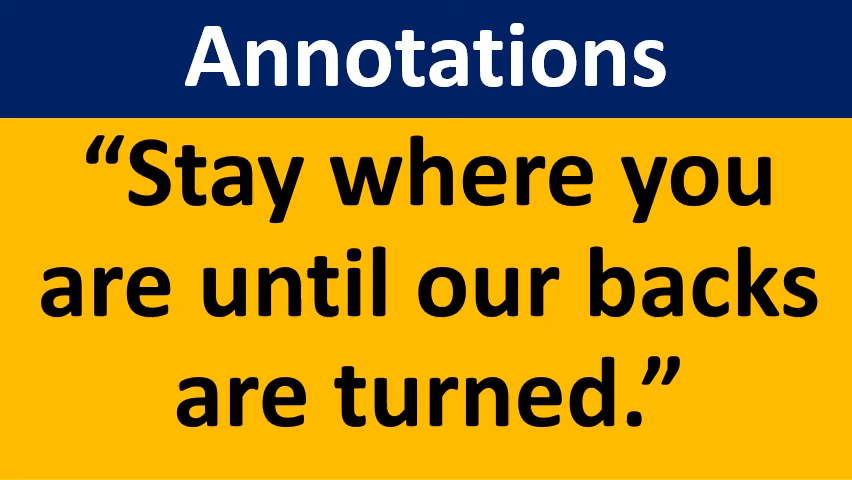 Annotations
“Stay where you
are until our backs
are turned.”